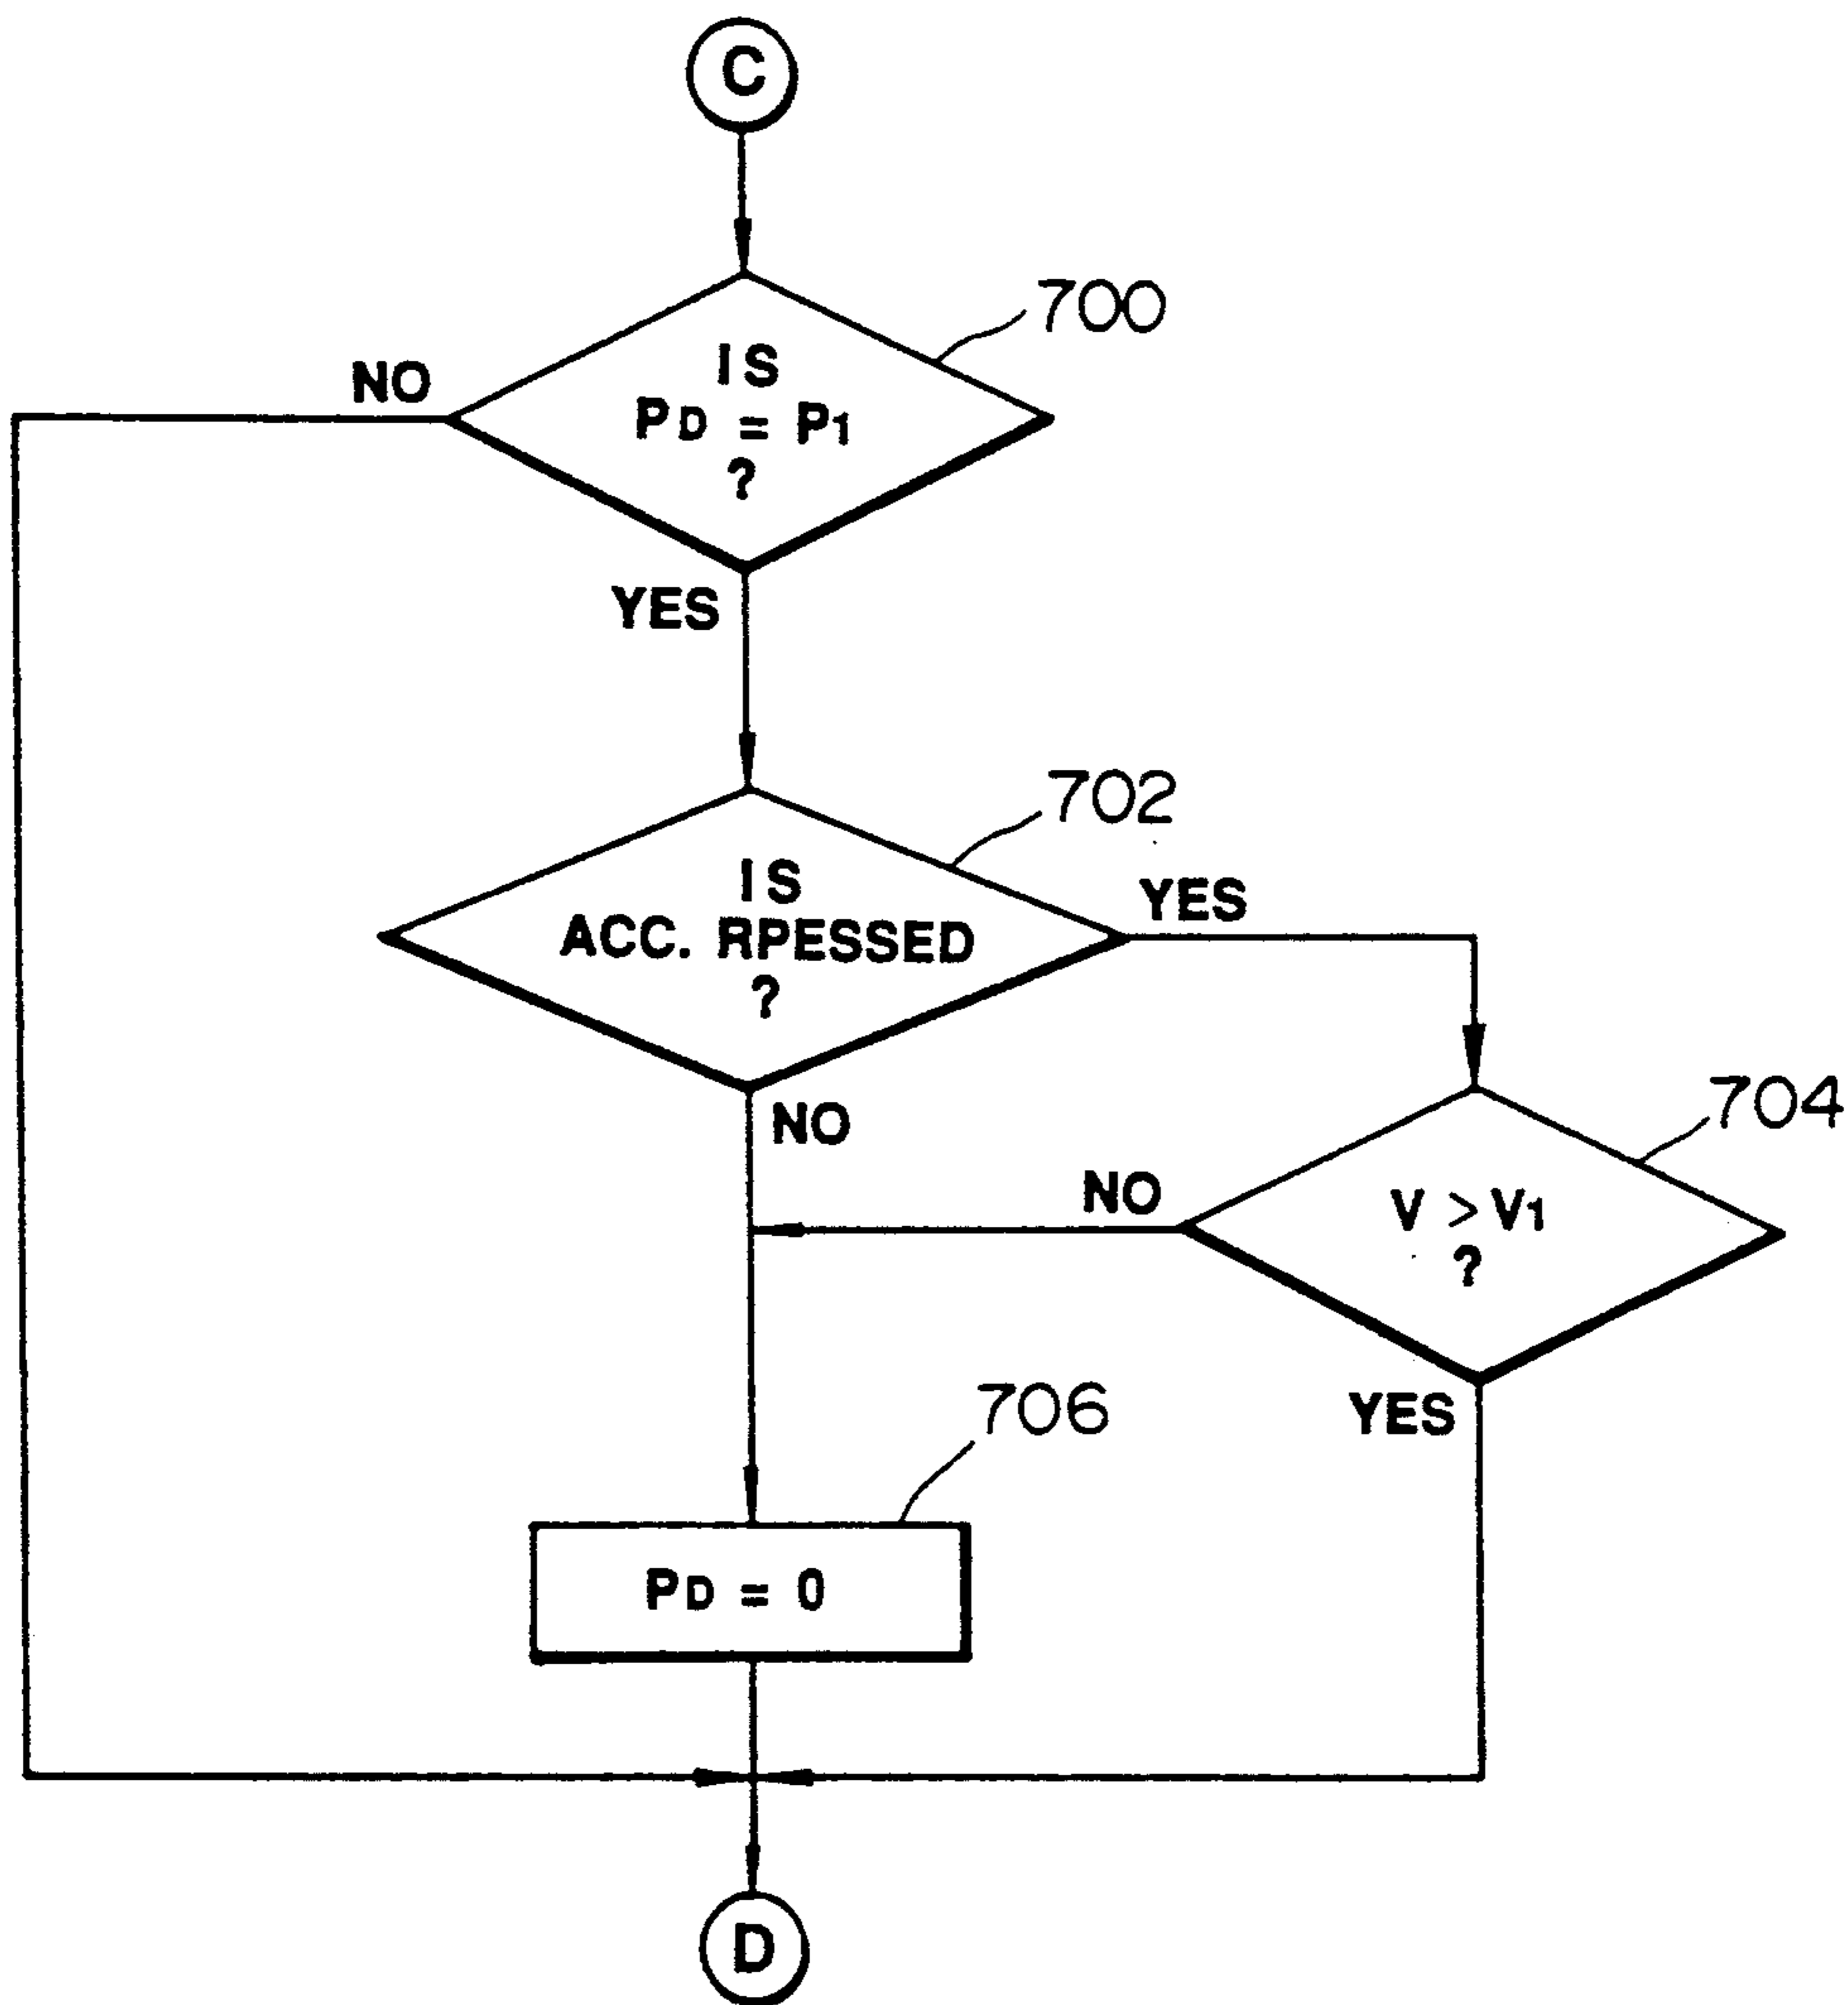 C
700
NO
IS
PD = P1
?
YES
702
IS
ACC. RPESSED
?
YES
NO
704
NO
V > V1
?
706
YES
PD = 0
D